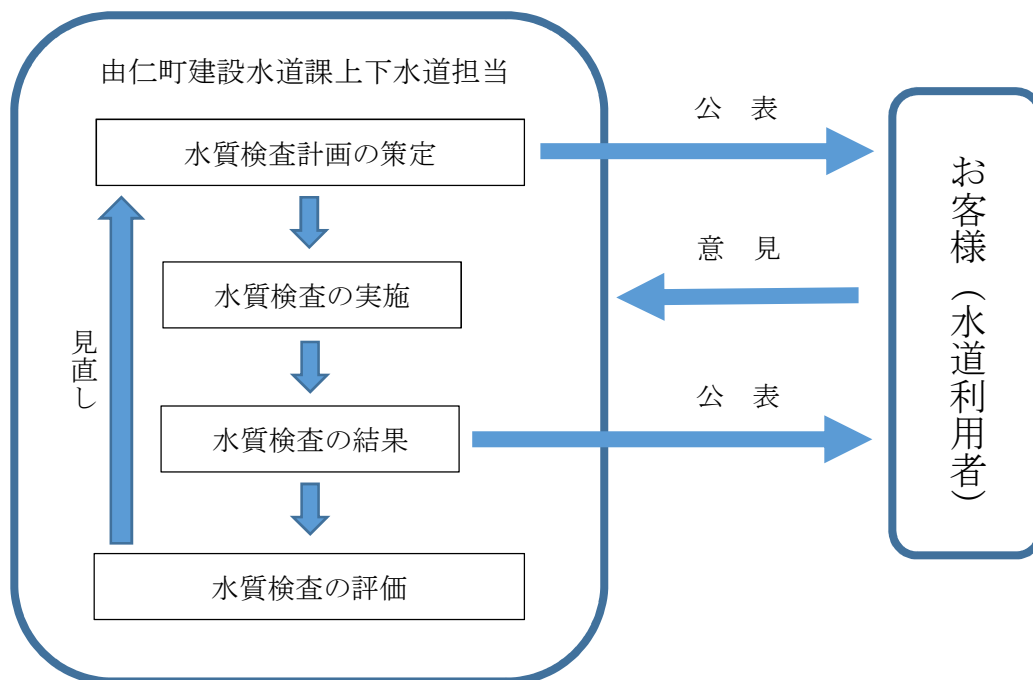 由仁町建設水道課上下水道担当
水質検査計画の策定
水質検査の実施
水質検査の結果
水質検査の評価
見直し
公 表
意 見
公 表
お客様（水道利用者）